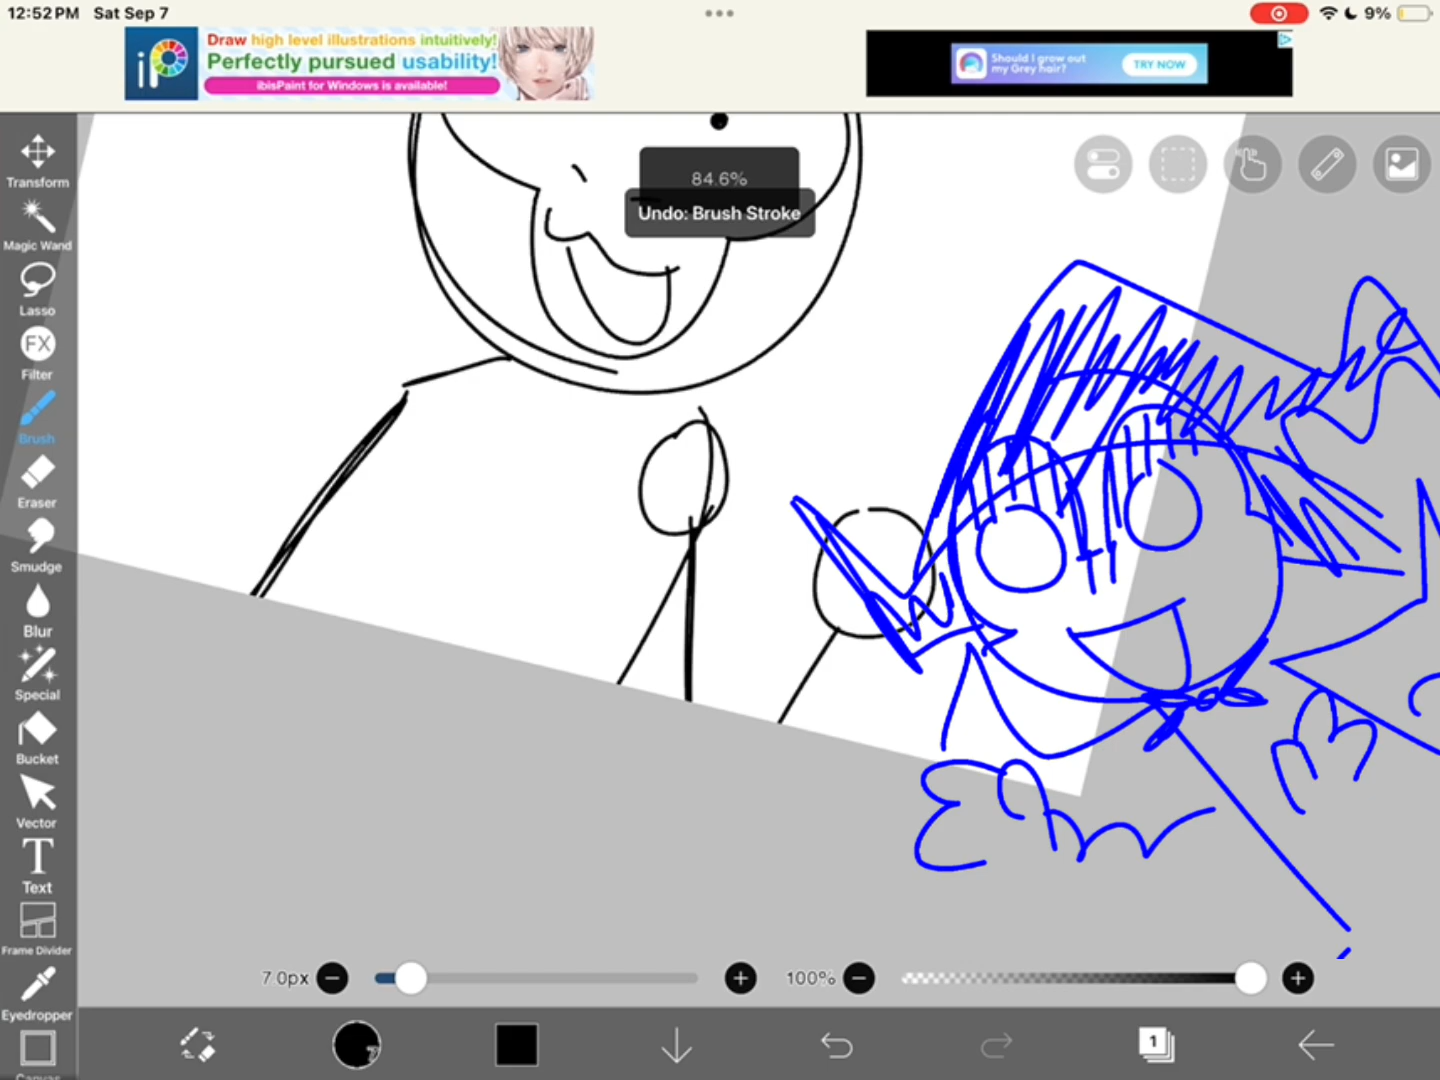 12:52 PM Sat Sep 7
9%
Draw high level illustrations intuitively!
Perfectly pursued usability!
ibisPaint for Windows is available!
Should I grow out
my Grey hair?
TRY NOW
Transform
Magic Wand
Lasso
FX
Filter
Brush
Eraser
Smudge
Blur
Special
Bucket
Vector
T
Text
Frame Divider
Eyedropper
Canvas
84.6%
Undo: Brush Stroke
7.0px
100%
7
1